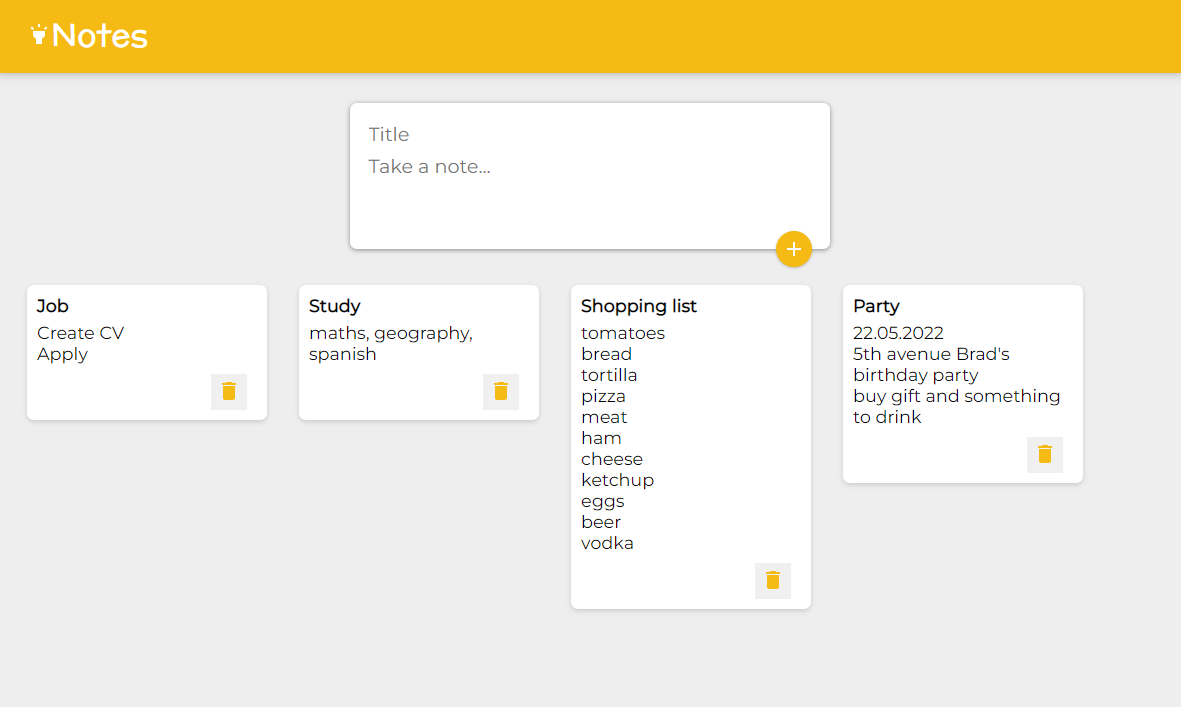 Notes
Title
Take a note...
Job
Create CV
Apply
Study
maths, geography,
spanish
Shopping list
tomatoes
bread
tortilla
pizza
meat
ham
cheese
ketchup
eggs
beer
vodka
Party
22.05.2022
5th avenue Brad's
birthday party
buy gift and something
to drink